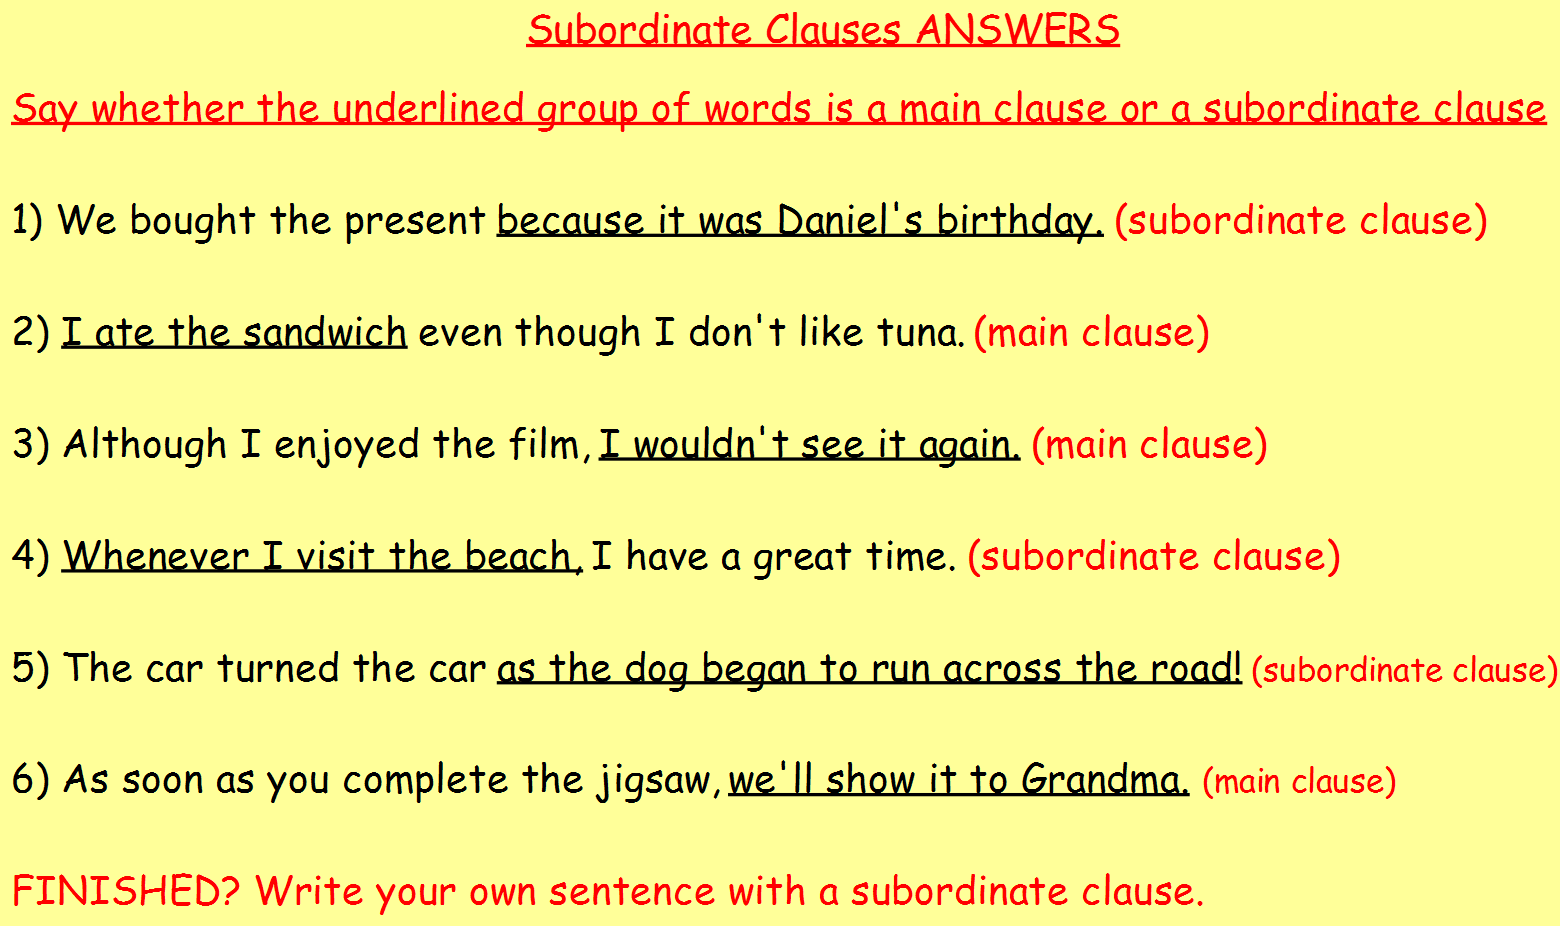 Subordinate Clauses ANSWERS
Say whether the underlined group of words is a main clause or a subordinate clause
1) We bought the present because it was Daniel's birthday. (subordinate clause)
2) I ate the sandwich even though I don't like tuna. (main clause)
3) Although I enjoyed the film, I wouldn't see it again. (main clause)
4) Whenever I visit the beach, I have a great time. (subordinate clause)
5) The car turned the car as the dog began to run across the road! (subordinate clause)
6) As soon as you complete the jigsaw, we'll show it to Grandma. (main clause)
FINISHED? Write your own sentence with a subordinate clause.